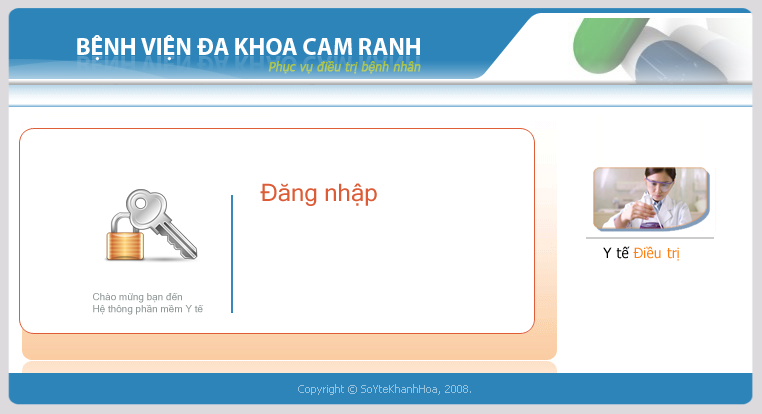 BỆNH VIỆN ĐA KHOA CAM RANH
Phục vụ điều trị bệnh nhân
Đăng nhập
Chào mừng bạn đến
Hệ thông phần mềm Y tế
Y tế Điều trị
Copyright © SoYteKhanhHoa, 2008.